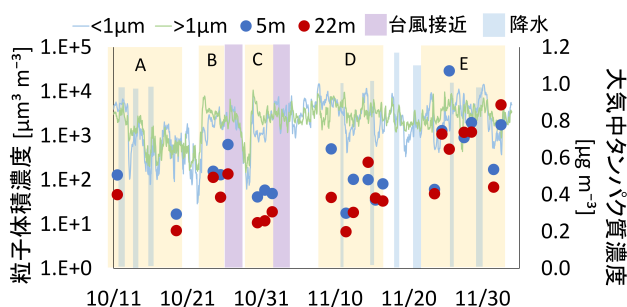 <1μm >1μm 5m 22m 台風接近 降水
粒子体積濃度 [μm³ m⁻³]
1.E+5
1.E+4
1.E+3
1.E+2
1.E+1
1.E+0
A B C D E
1.2
1.0
0.8
0.6
0.4
0.2
0.0
大気中タンパク質濃度
[μg m⁻³]
10/11 10/21 10/31 11/10 11/20 11/30